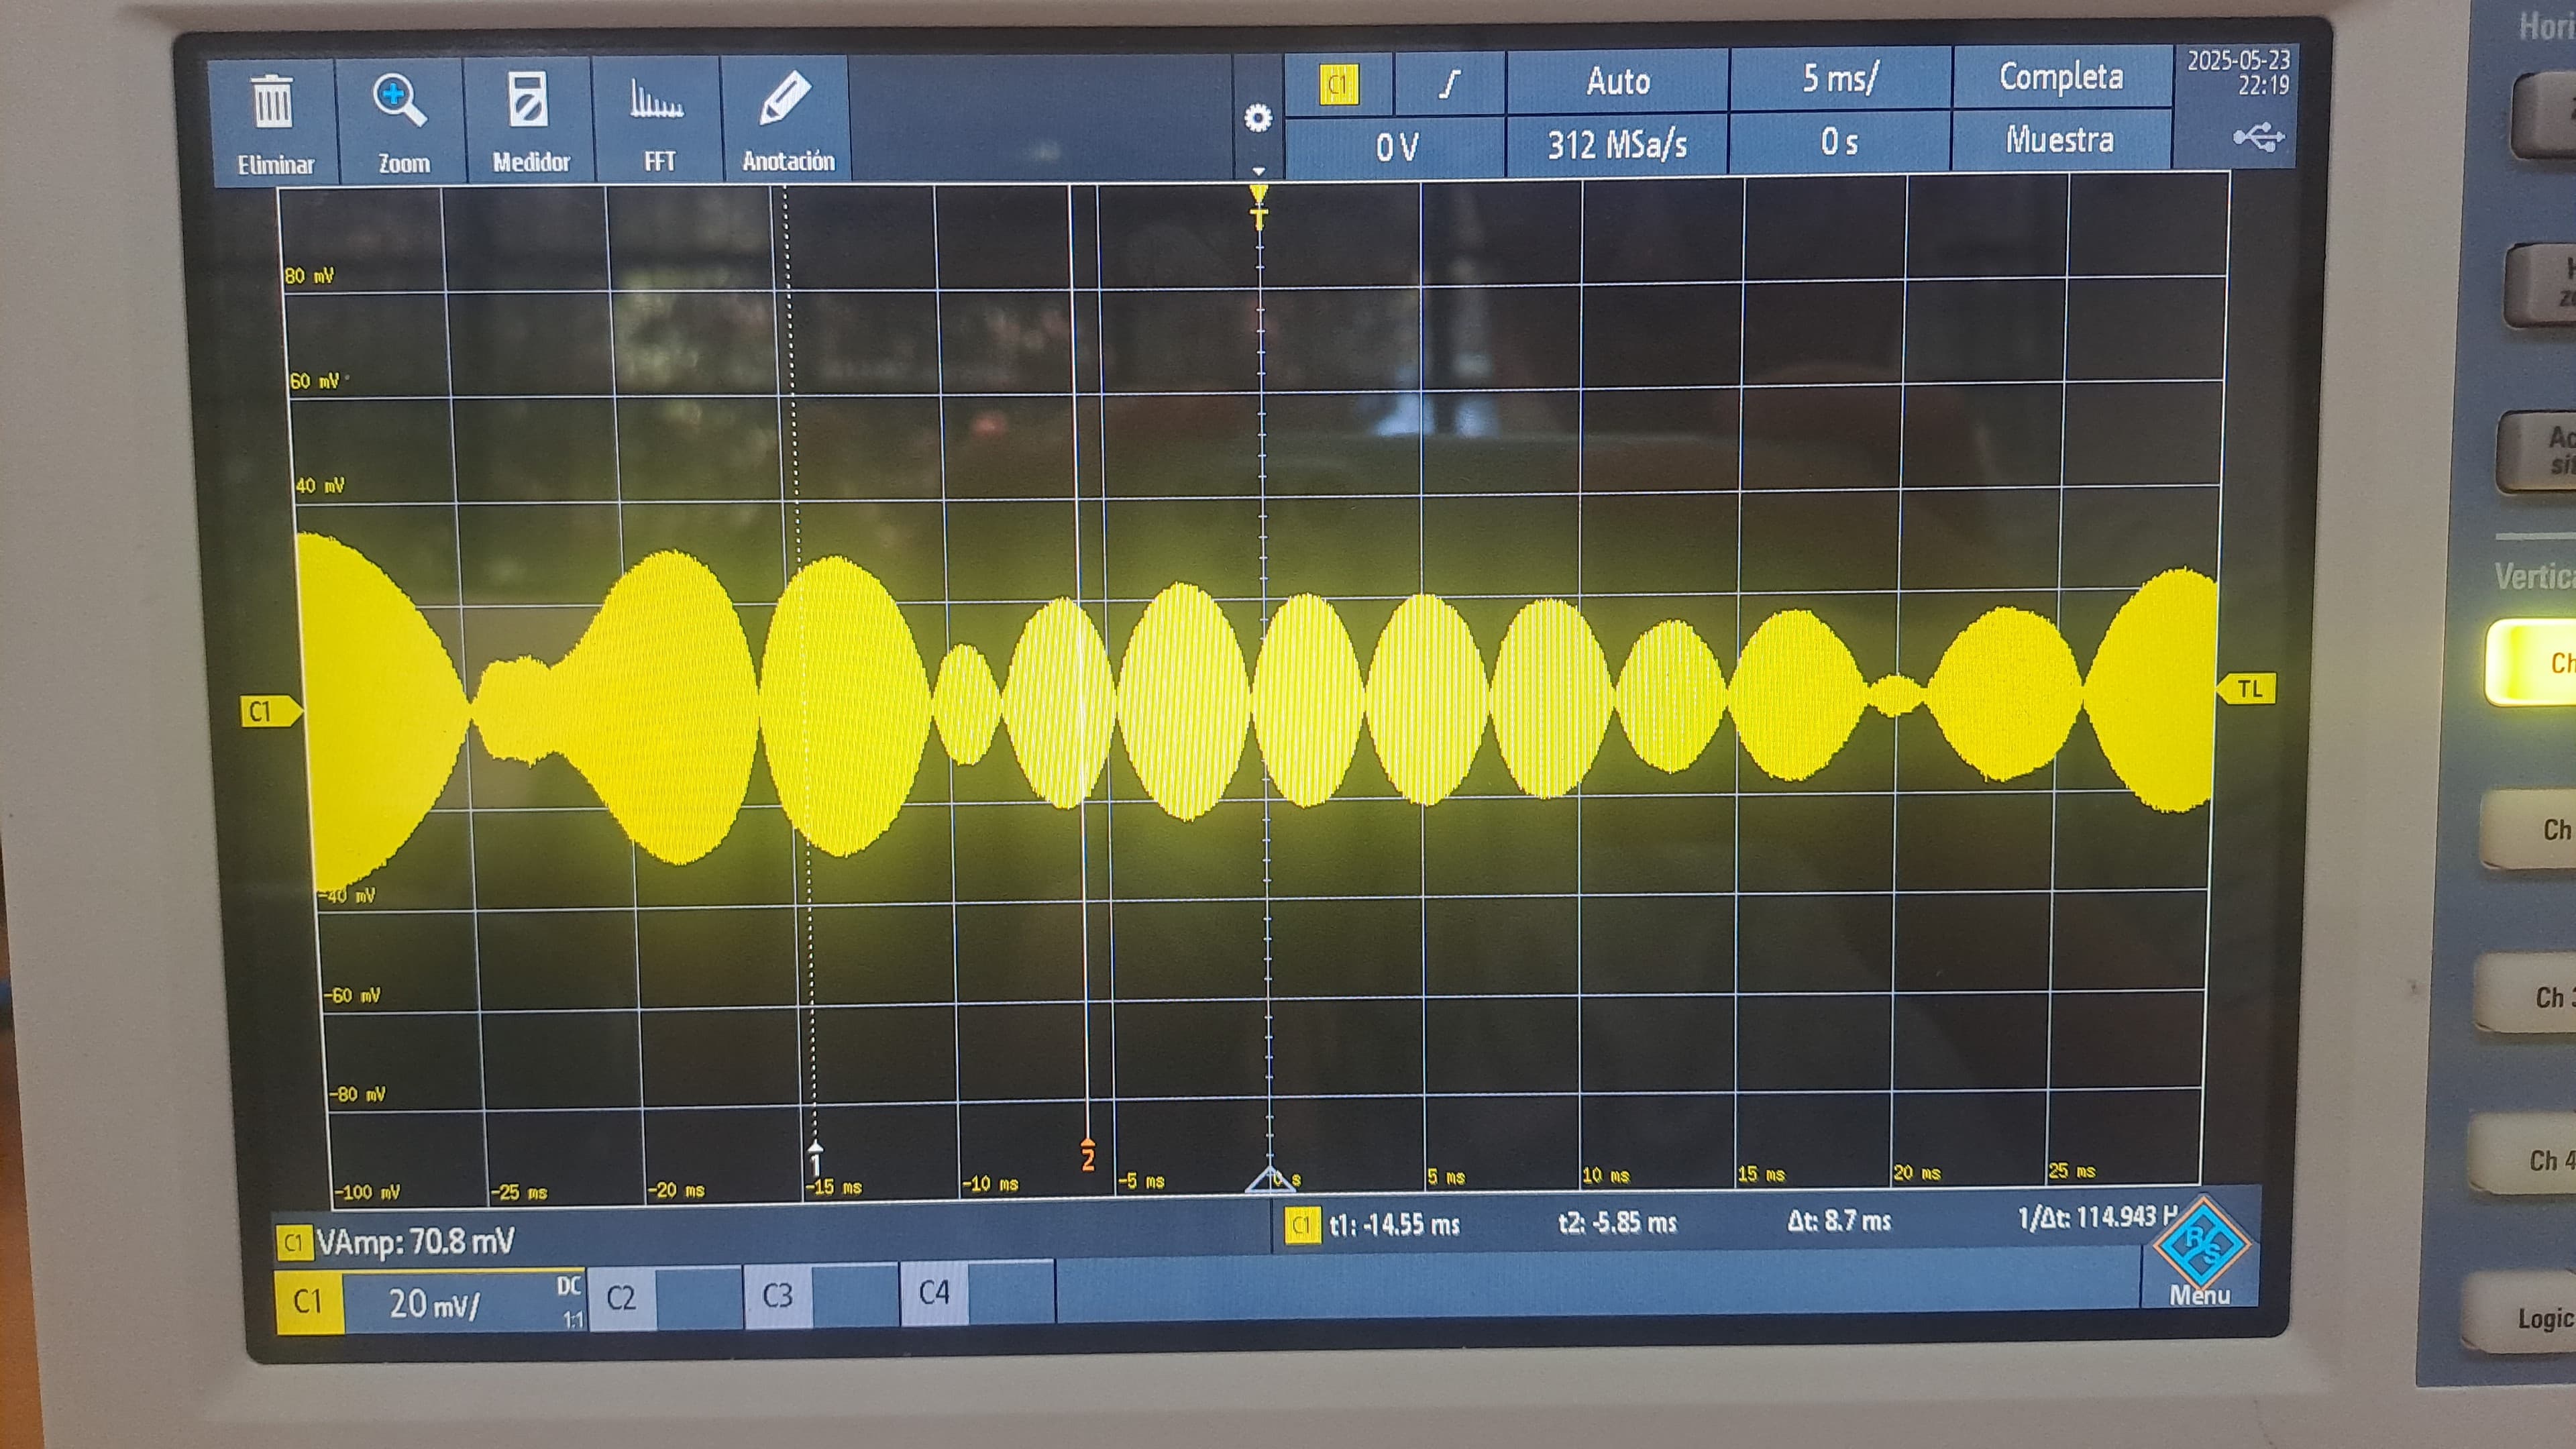 C1 Auto 5 ms/ Completa 2025-05-23
22:19
Eliminar Zoom Medidor FFT Anotación 0 V 312 MSa/s 0 s Muestra
T
80 mV
60 mV
40 mV
C1 TL
-40 mV
-60 mV
-80 mV
1 2
-100 mV -25 ms -20 ms -15 ms -10 ms -5 ms 0 s 5 ms 10 ms 15 ms 20 ms 25 ms
C1 VAmp: 70.8 mV C1 t1: -14.55 ms t2: -5.85 ms Δt: 8.7 ms 1/Δt: 114.943 H
R S
C1 20 mV/ DC 1:1 C2 C3 C4 Menu
Hori
Ac
sit
Vertica
Ch
Ch
Ch 3
Ch 4
Logic